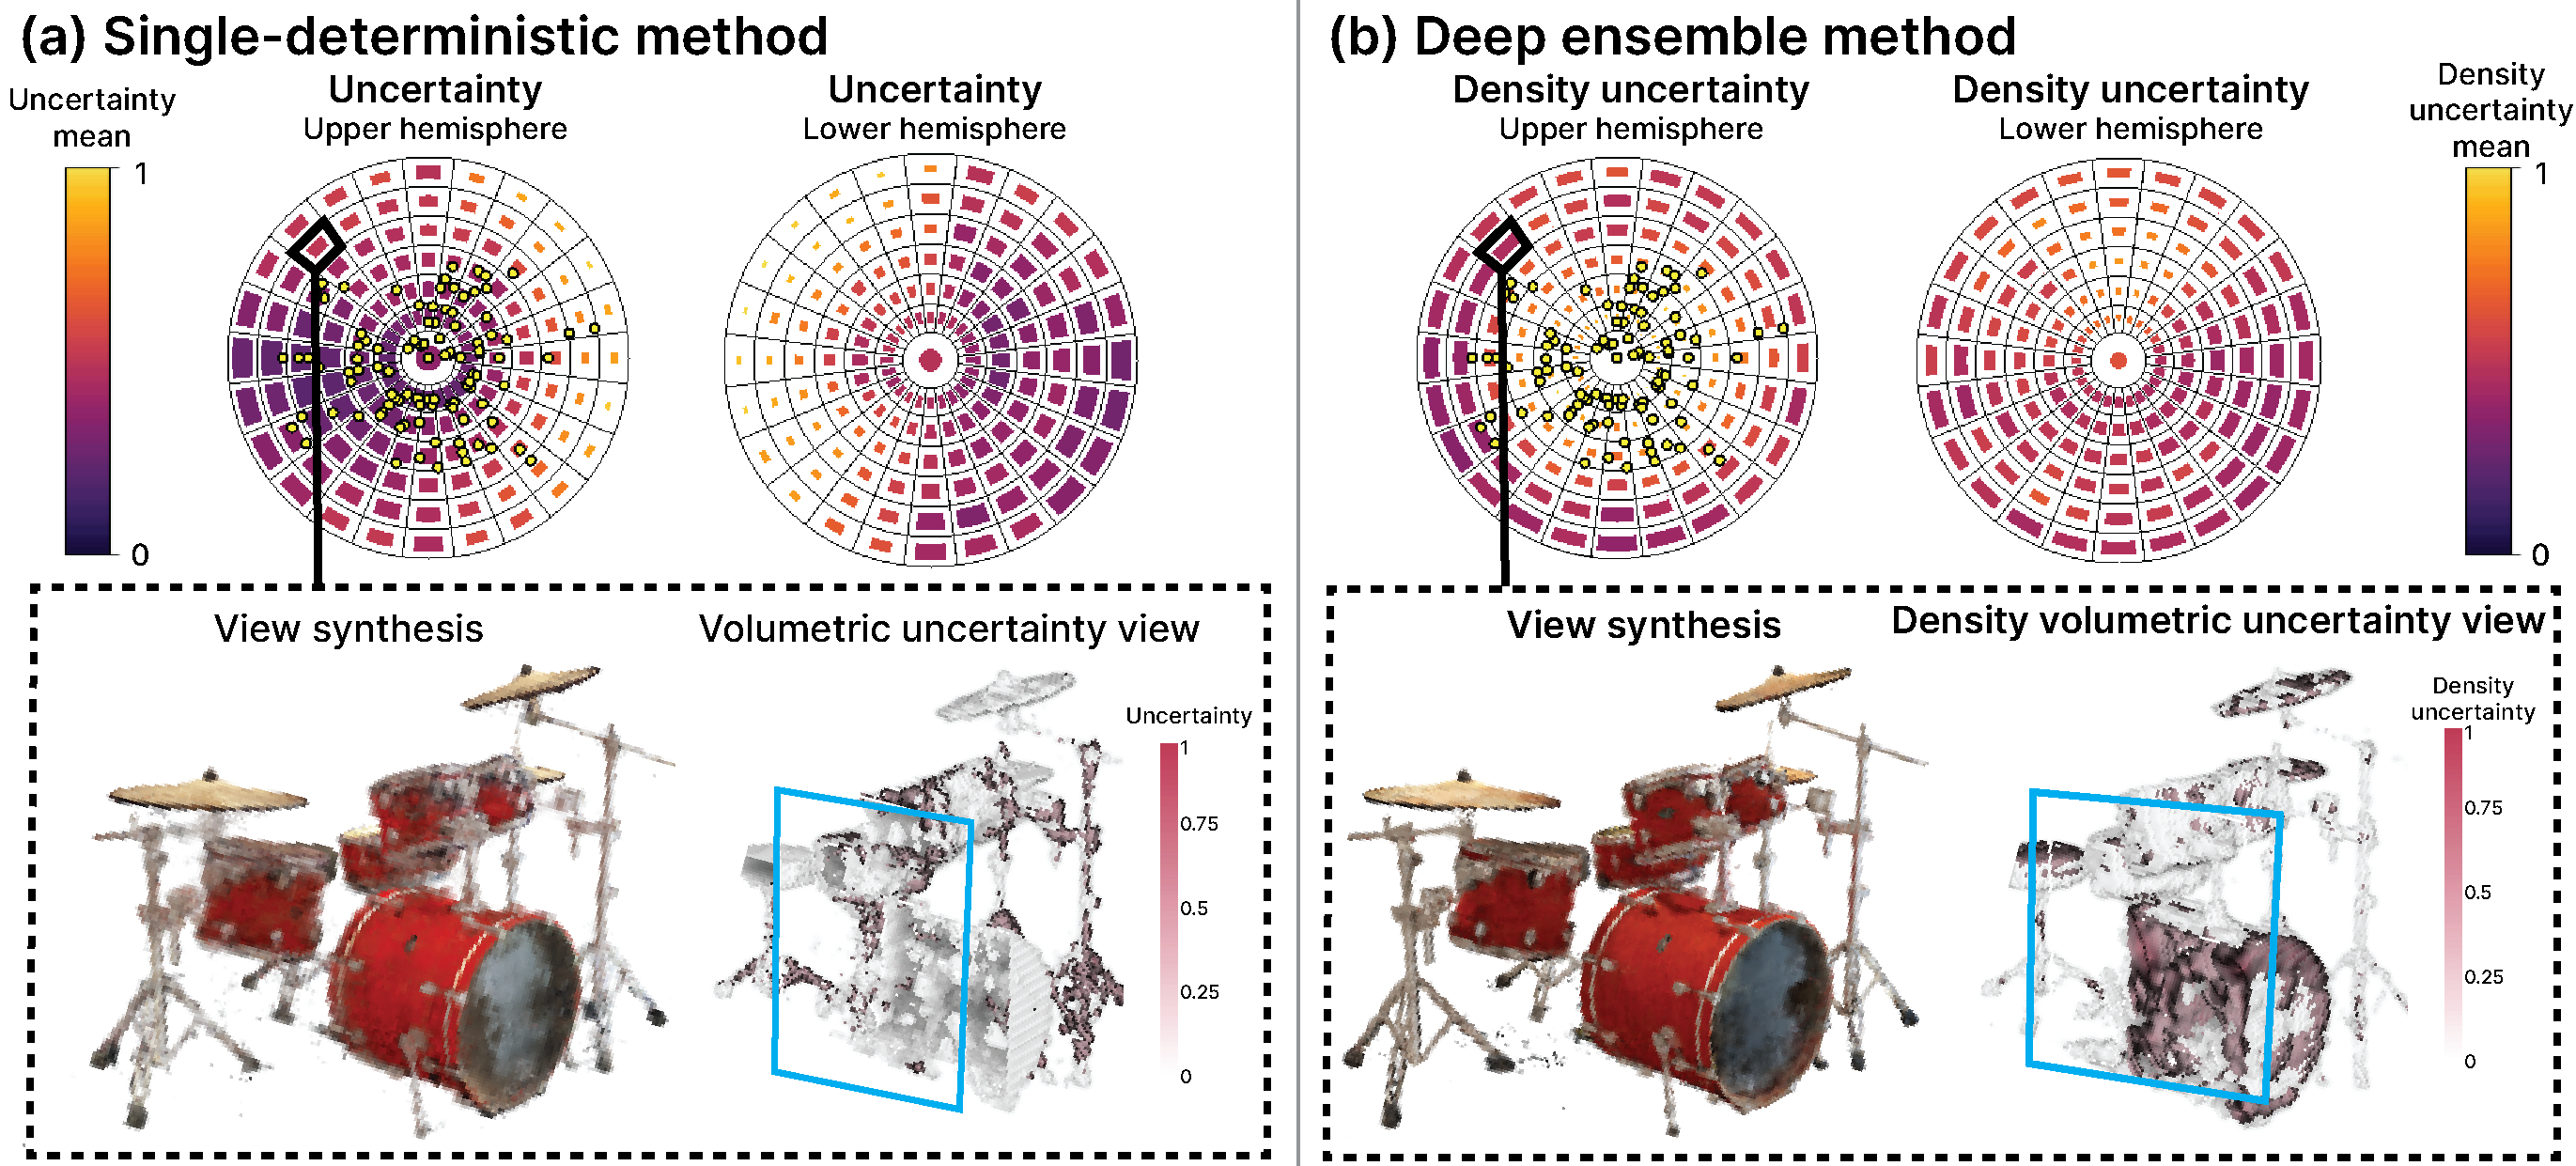 (a) Single-deterministic method
Uncertainty
mean
1
0
Uncertainty
Upper hemisphere
Uncertainty
Lower hemisphere
View synthesis
Volumetric uncertainty view
Uncertainty
1
0.75
0.5
0.25
0
(b) Deep ensemble method
Density uncertainty
Upper hemisphere
Density uncertainty
Lower hemisphere
Density
uncertainty
mean
1
0
View synthesis
Density volumetric uncertainty view
Density
uncertainty
1
0.75
0.5
0.25
0